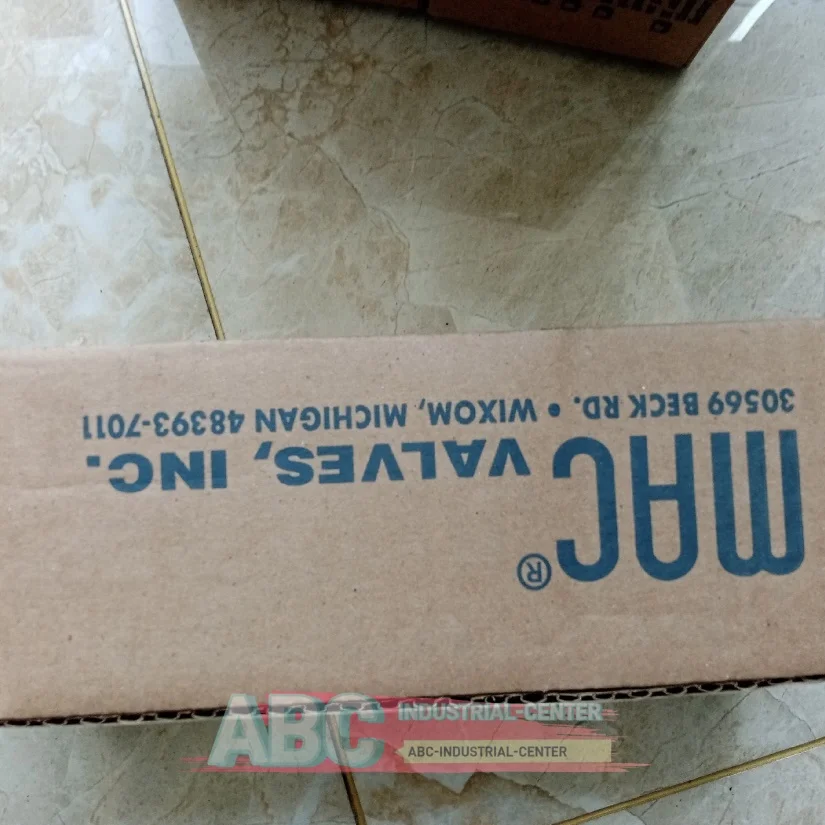 MAC®
VALVES, INC.
30569 BECK RD. • WIXOM, MICHIGAN 48393-7011
ABC
INDUSTRIAL-CENTER
ABC-INDUSTRIAL-CENTER